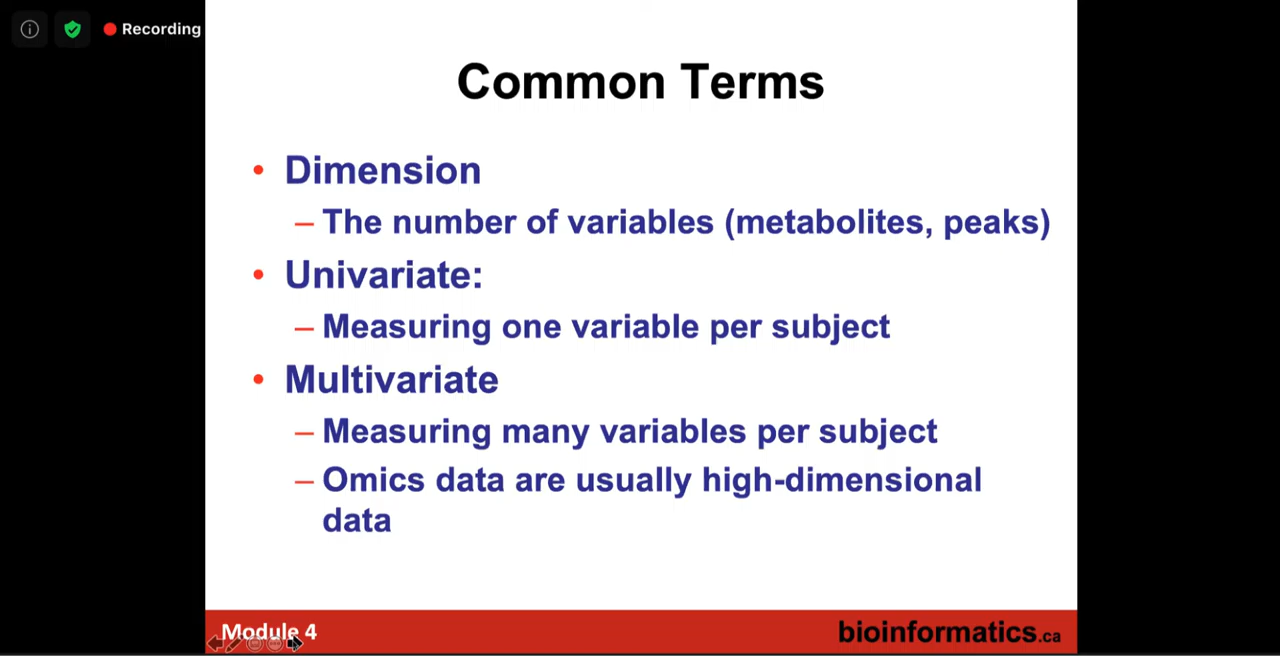 Recording
Common Terms
• Dimension
– The number of variables (metabolites, peaks)
• Univariate:
– Measuring one variable per subject
• Multivariate
– Measuring many variables per subject
– Omics data are usually high-dimensional
data
Module 4
bioinformatics.ca